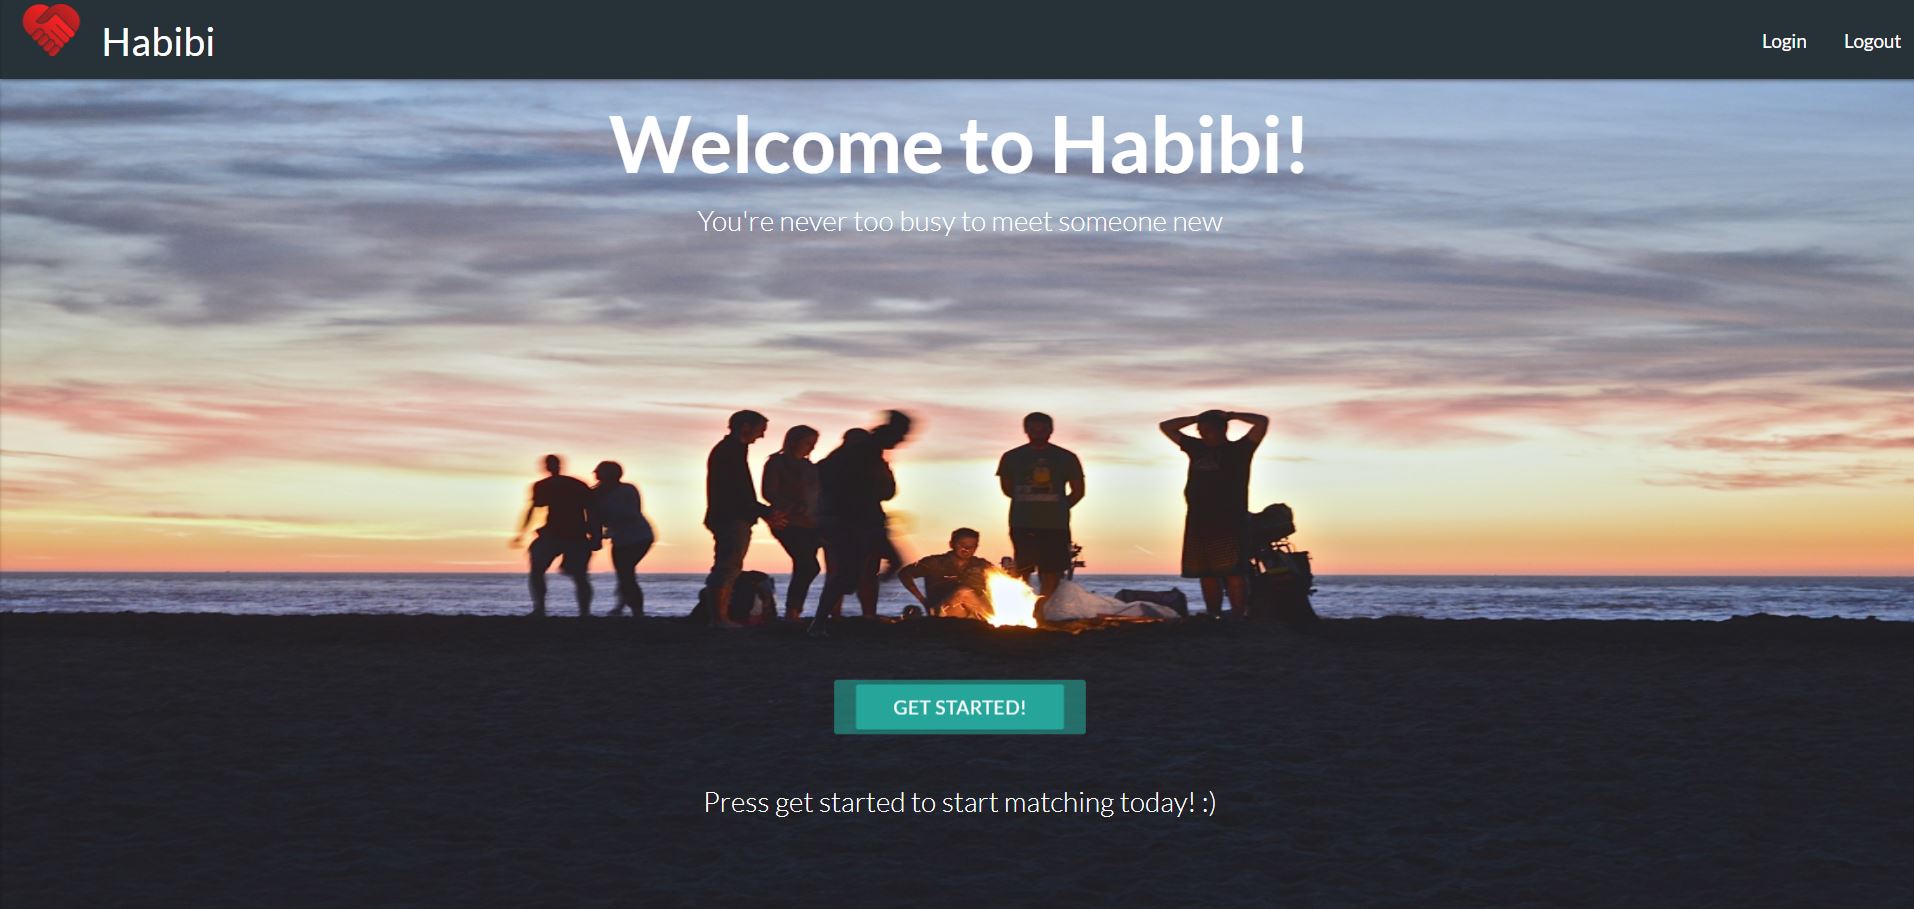 Habibi
Login
Logout
Welcome to Habibi!
You're never too busy to meet someone new
GET STARTED!
Press get started to start matching today! :)